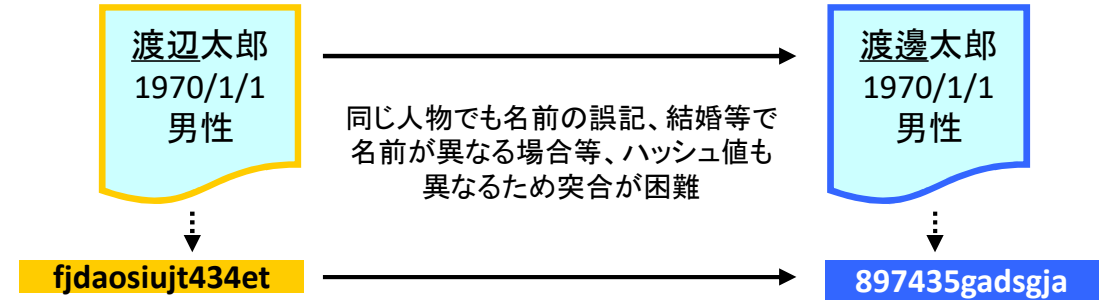 渡辺太郎
1970/1/1
男性
同じ人物でも名前の誤記、結婚等で
名前が異なる場合等、ハッシュ値も
異なるため突合が困難
渡邊太郎
1970/1/1
男性
fjdaosiujt434et
897435gadsgja